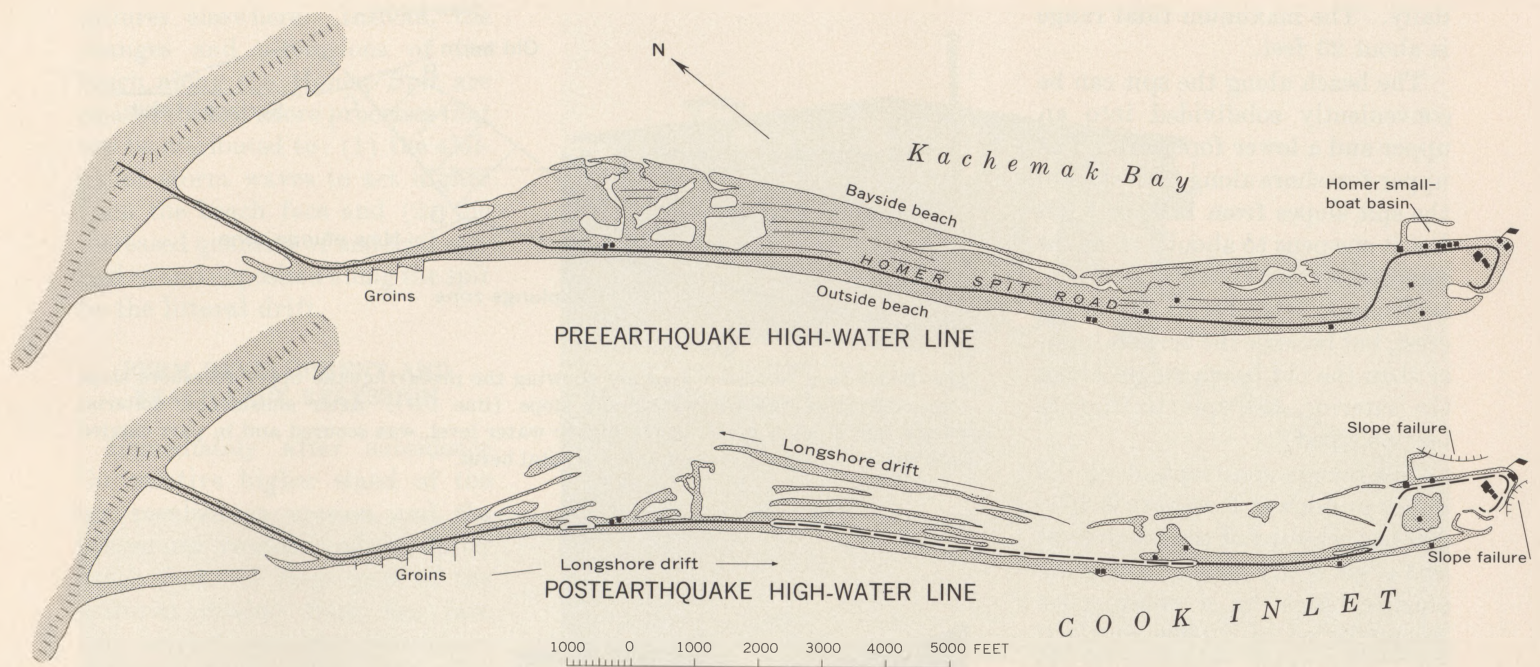 N
Kachemak Bay
Bayside beach
Homer small-
boat basin
HOMER SPIT ROAD
Groins
Outside beach
PREEARTHQUAKE HIGH-WATER LINE
Slope failure
Longshore drift
Slope failure
Groins
Longshore drift
POSTEARTHQUAKE HIGH-WATER LINE
COOK INLET
1000 0 1000 2000 3000 4000 5000 FEET